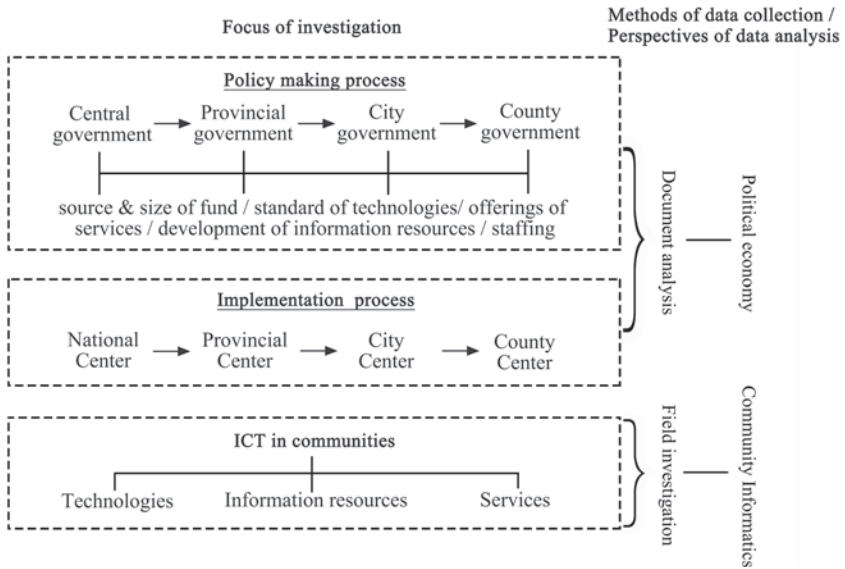 Focus of investigation
Methods of data collection /
Perspectives of data analysis
Policy making process
Central
government
Provincial
government
City
government
County
government
source & size of fund / standard of technologies/ offerings of
services / development of information resources / staffing
Implementation process
National
Center
Provincial
Center
City
Center
County
Center
Document analysis
Political economy
ICT in communities
Technologies
Information resources
Services
Field investigation
Community Informatics